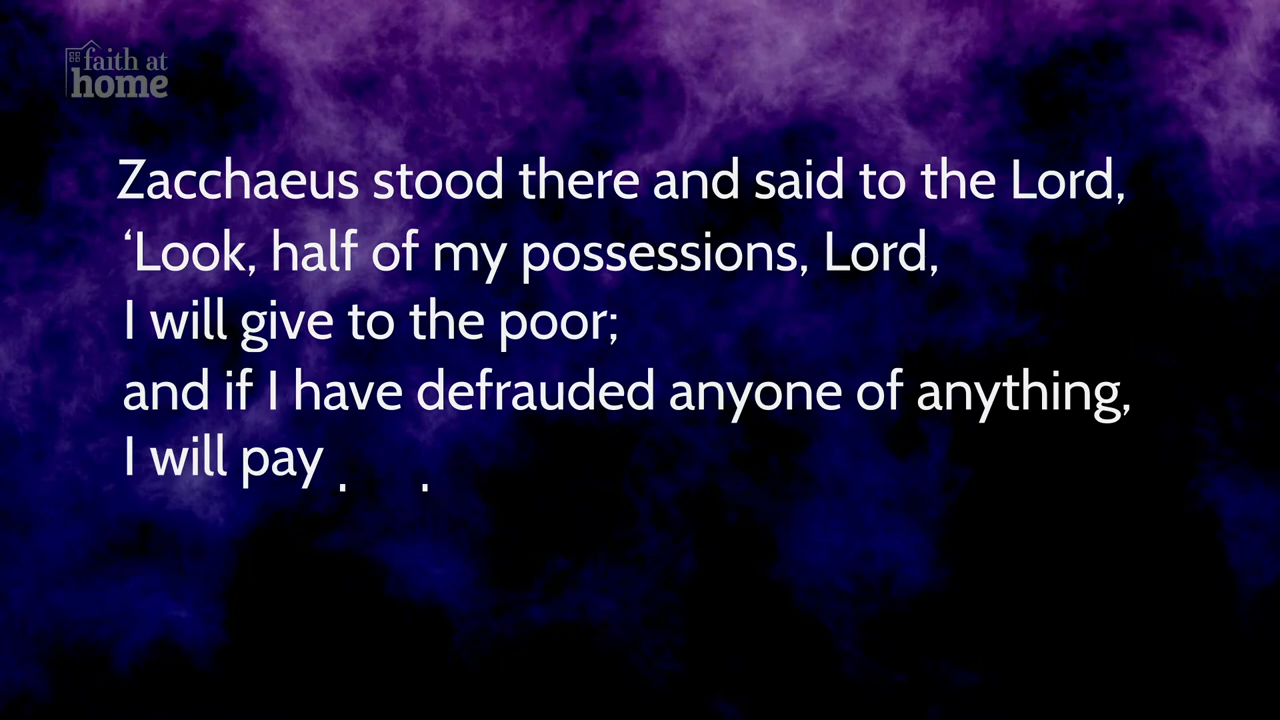 faith at
home
Zacchaeus stood there and said to the Lord,
‘Look, half of my possessions, Lord,
I will give to the poor;
and if I have defrauded anyone of anything,
I will pay